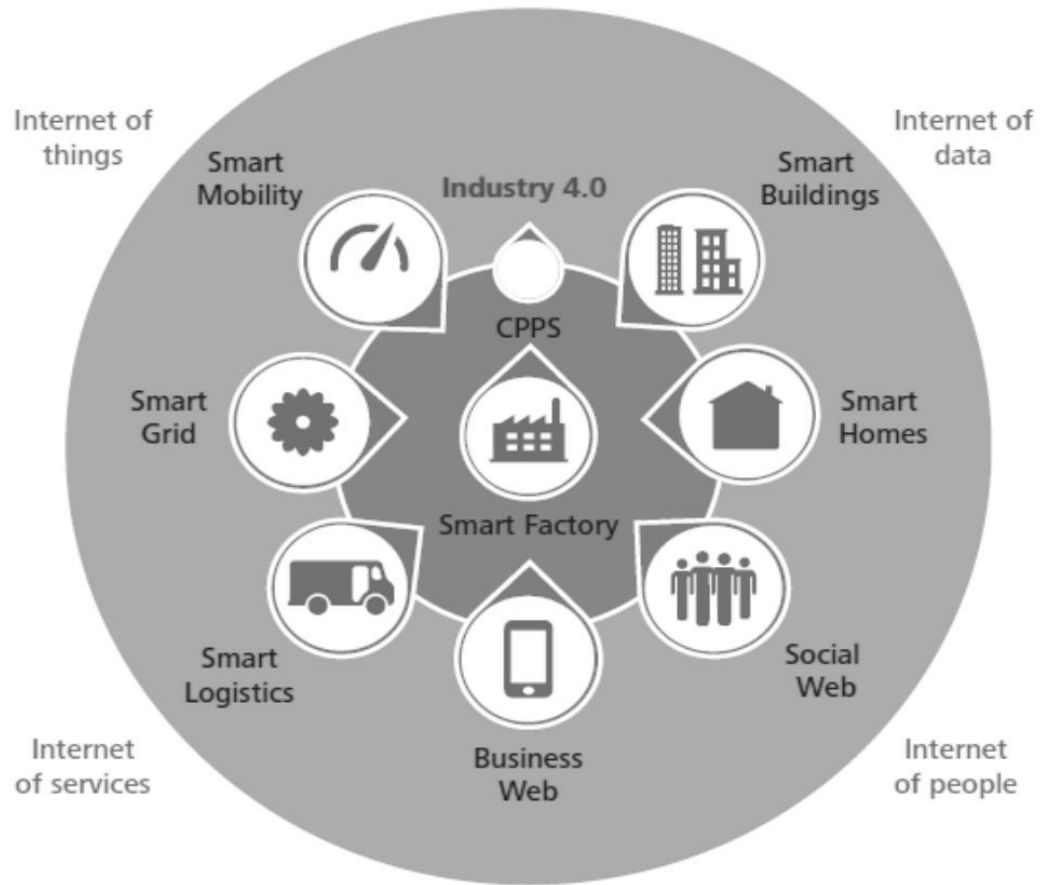 Internet of
things
Internet of
data
Smart
Mobility
Industry 4.0
Smart
Buildings
CPPS
Smart
Grid
Smart
Homes
Smart Factory
Smart
Logistics
Social
Web
Business
Web
Internet
of services
Internet
of people